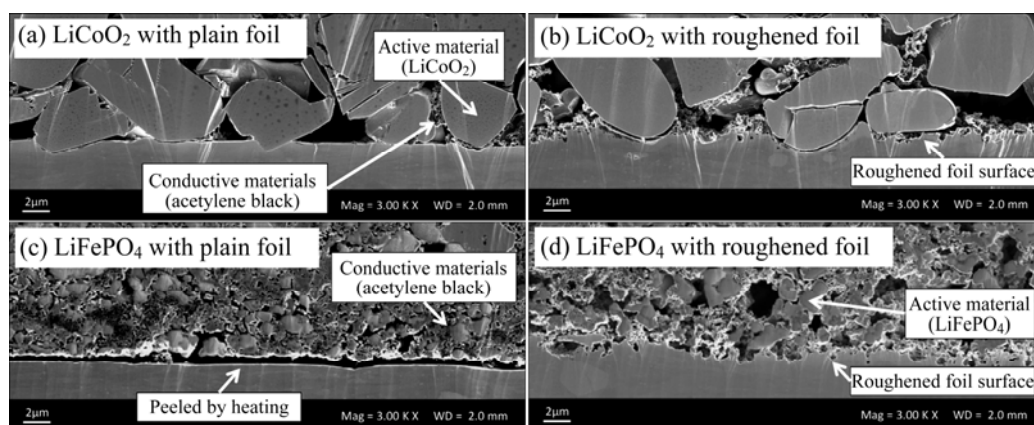 (a) LiCoO₂ with plain foil
Active material
(LiCoO₂)
Conductive materials
(acetylene black)
2μm
Mag = 3.00 K X WD = 2.0 mm
(b) LiCoO₂ with roughened foil
Roughened foil surface
2μm
Mag = 3.00 K X WD = 2.0 mm
(c) LiFePO₄ with plain foil
Conductive materials
(acetylene black)
Peeled by heating
2μm
Mag = 3.00 K X WD = 2.0 mm
(d) LiFePO₄ with roughened foil
Active material
(LiFePO₄)
Roughened foil surface
2μm
Mag = 3.00 K X WD = 2.0 mm